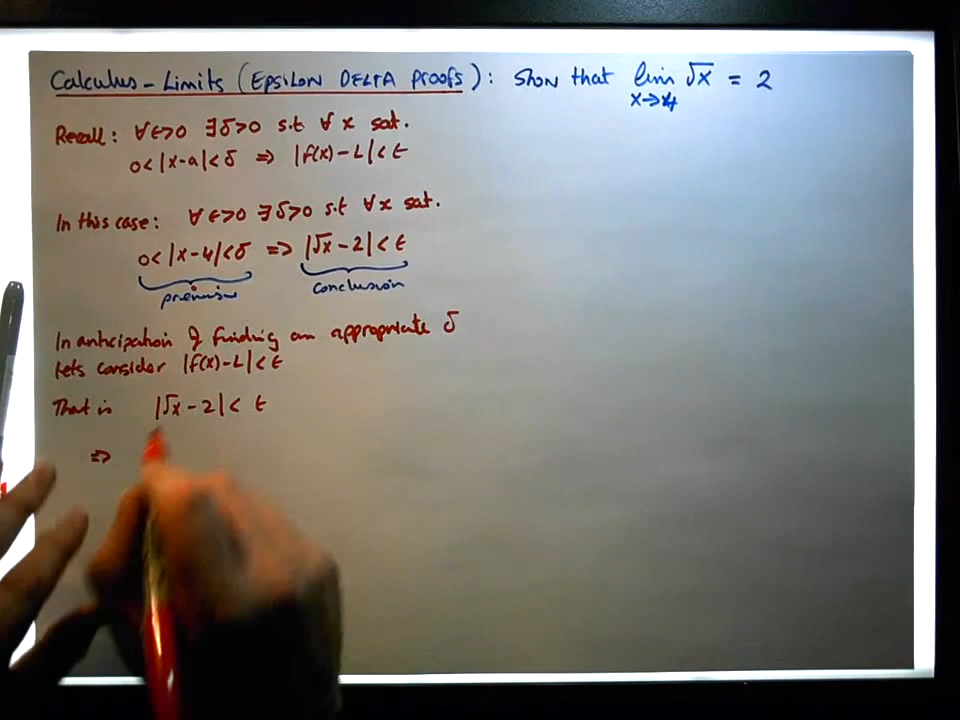 Calculus - Limits (EPSILON DELTA Proofs): Show that lim x→4 √x = 2
Recall: ∀ε>0 ∃δ>0 s.t ∀ x sat.
0<|x-a|<δ ⇒ |f(x)-L|<ε
In this case: ∀ε>0 ∃δ>0 s.t ∀x sat.
0<|x-4|<δ ⇒ |√x-2|<ε
premise conclusion
In anticipation of finding an appropriate δ
lets consider |f(x)-L|<ε
That is |√x-2|< ε
⇒